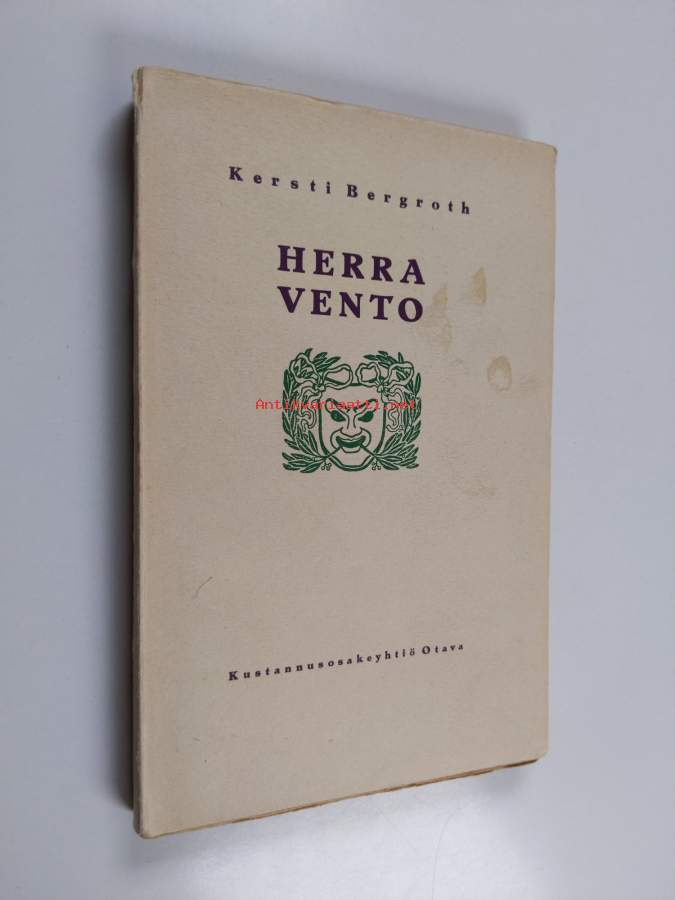 Kersti Bergroth
HERRA
VENTO
Antikvariaatti.net
Kustannusosakeyhtiö Otava